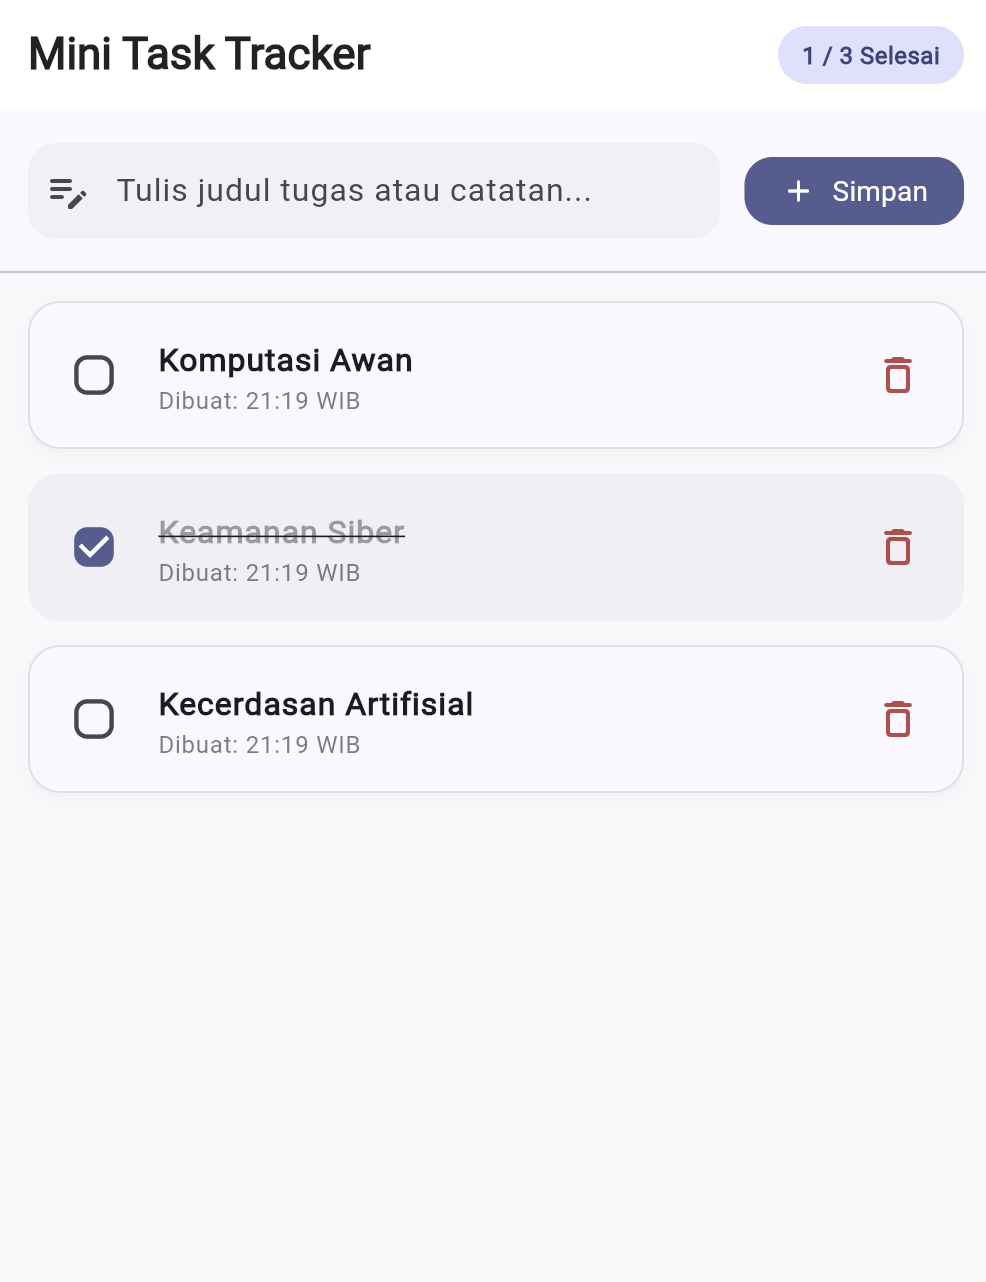 Mini Task Tracker
1 / 3 Selesai
Tulis judul tugas atau catatan...
+ Simpan
Komputasi Awan
Dibuat: 21:19 WIB
Keamanan Siber
Dibuat: 21:19 WIB
Kecerdasan Artifisial
Dibuat: 21:19 WIB